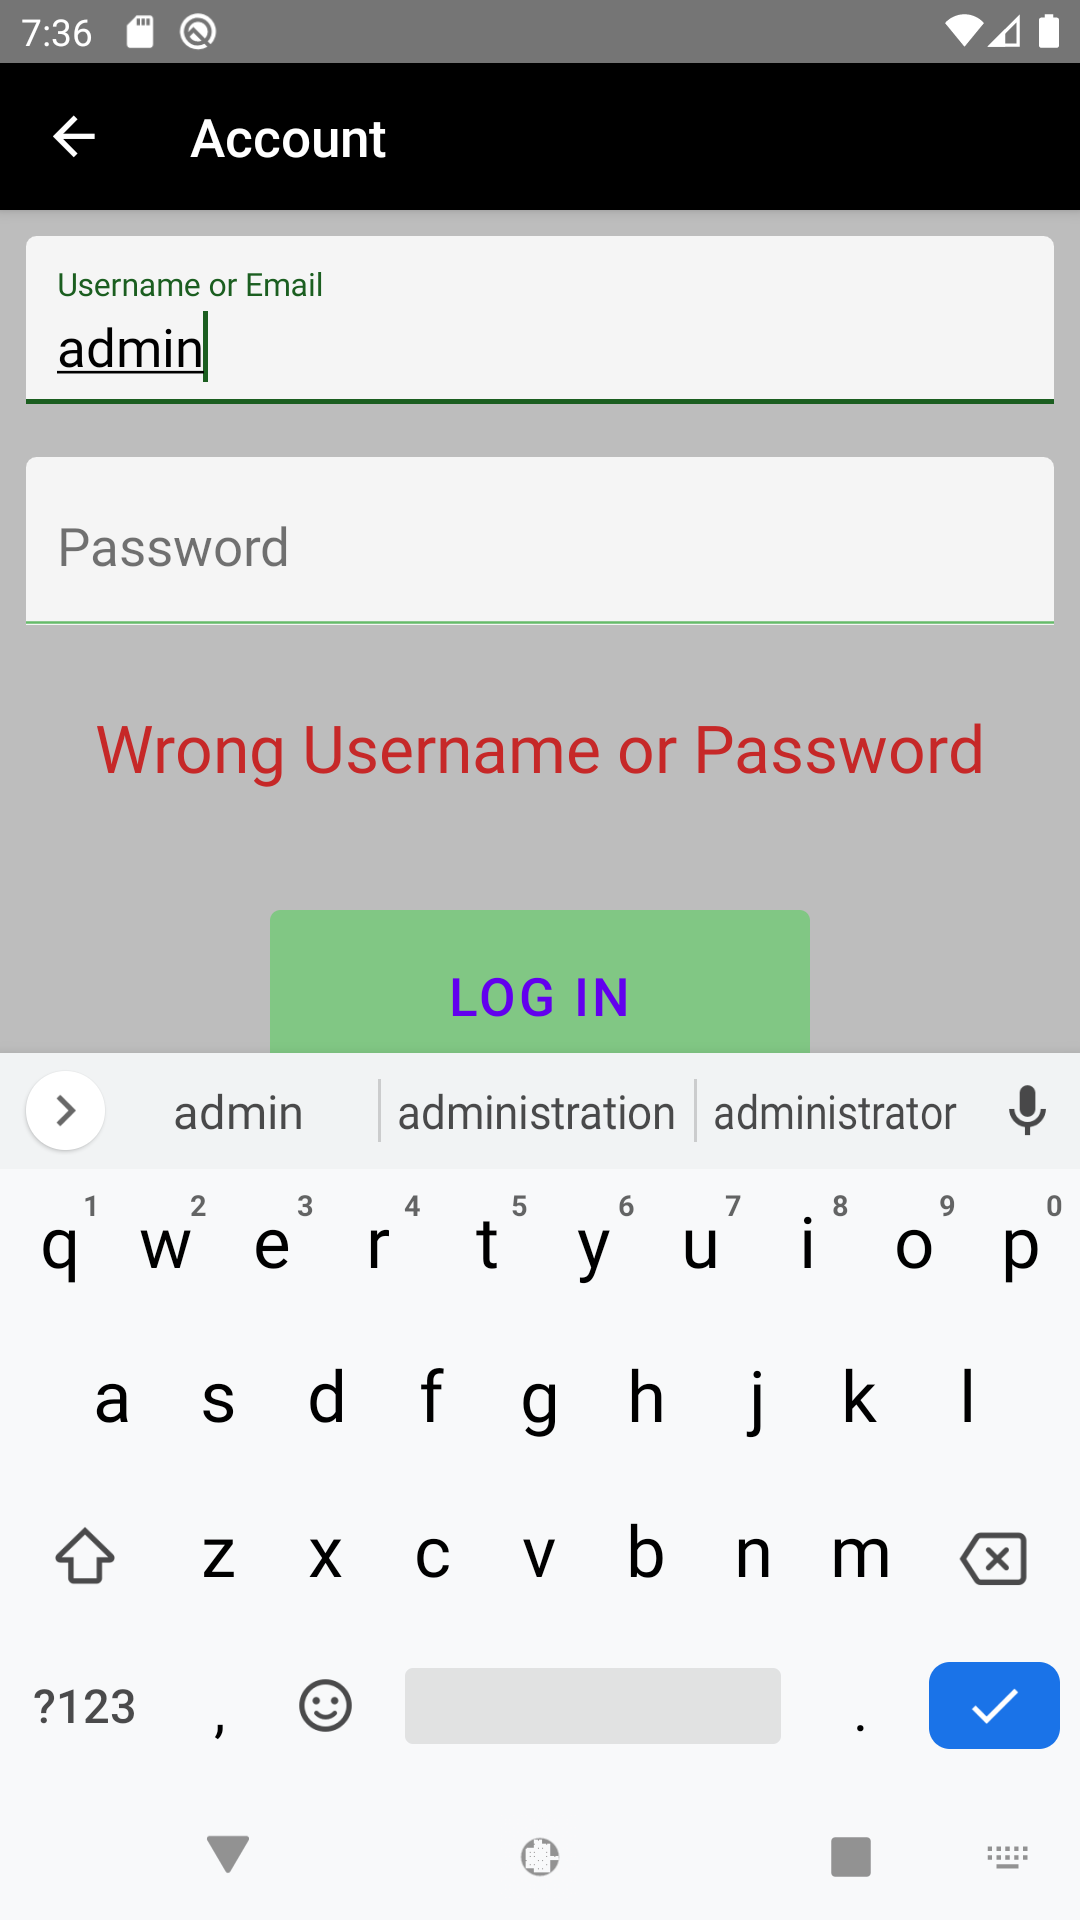 7:36
Account
Username or Email
admin
Password
Wrong Username or Password
LOG IN
admin administration administrator
1 2 3 4 5 6 7 8 9 0
q w e r t y u i o p
a s d f g h j k l
z x c v b n m
?123 , .